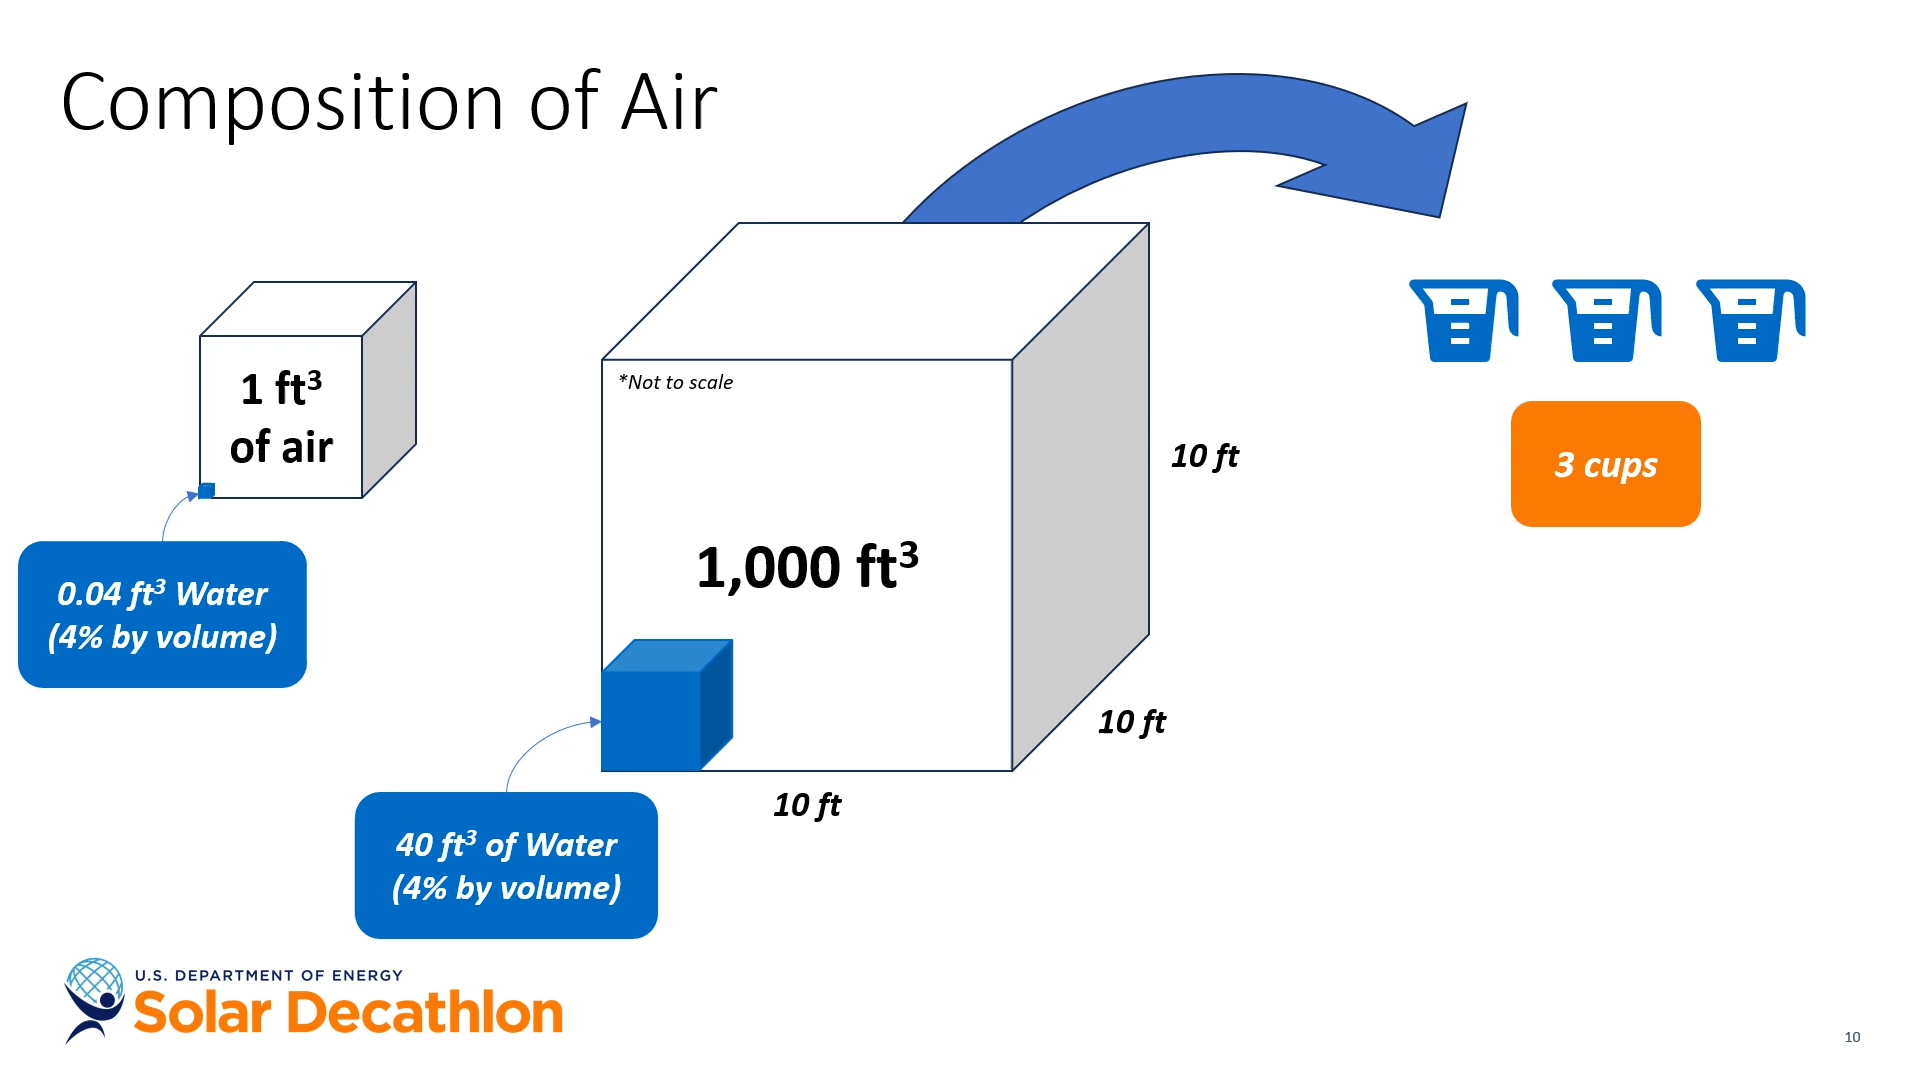 Composition of Air
1 ft³
of air
0.04 ft³ Water
(4% by volume)
*Not to scale
1,000 ft³
10 ft
10 ft
10 ft
40 ft³ of Water
(4% by volume)
3 cups
U.S. DEPARTMENT OF ENERGY
Solar Decathlon
10